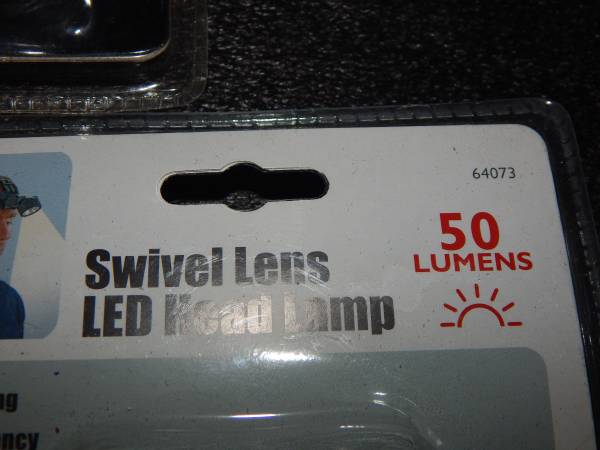 64073
50
LUMENS
Swivel Lens
LED Head Lamp